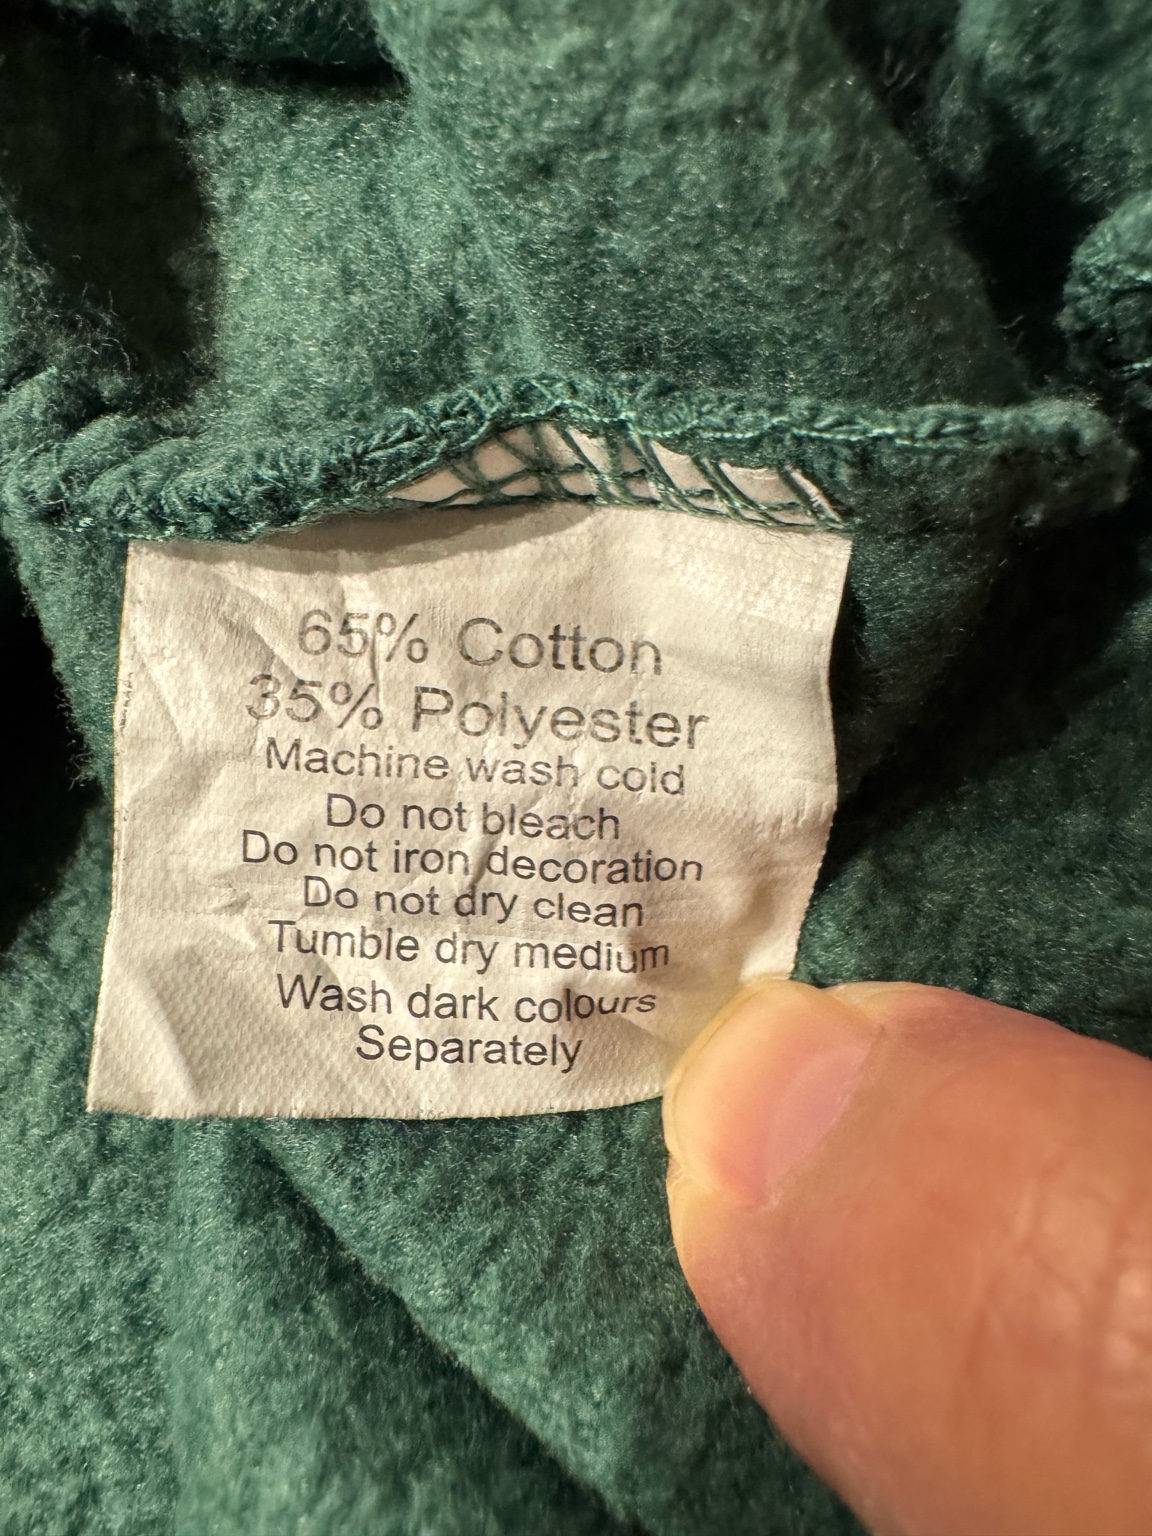 65% Cotton
35% Polyester
Machine wash cold
Do not bleach
Do not iron decoration
Do not dry clean
Tumble dry medium
Wash dark colours
Separately